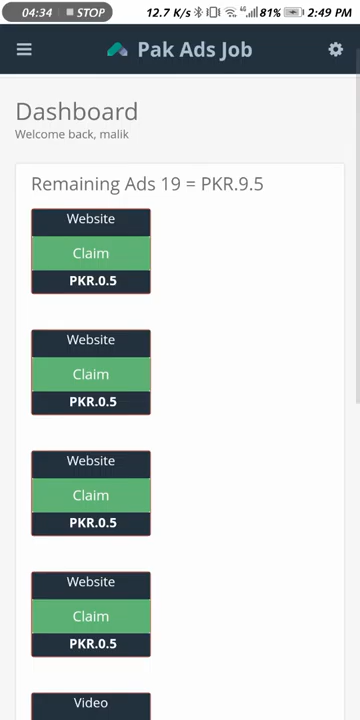 04:34 STOP 12.7 K/s 4G 81% 2:49 PM
Pak Ads Job
Dashboard
Welcome back, malik
Remaining Ads 19 = PKR.9.5
Website
Claim
PKR.0.5
Website
Claim
PKR.0.5
Website
Claim
PKR.0.5
Website
Claim
PKR.0.5
Video